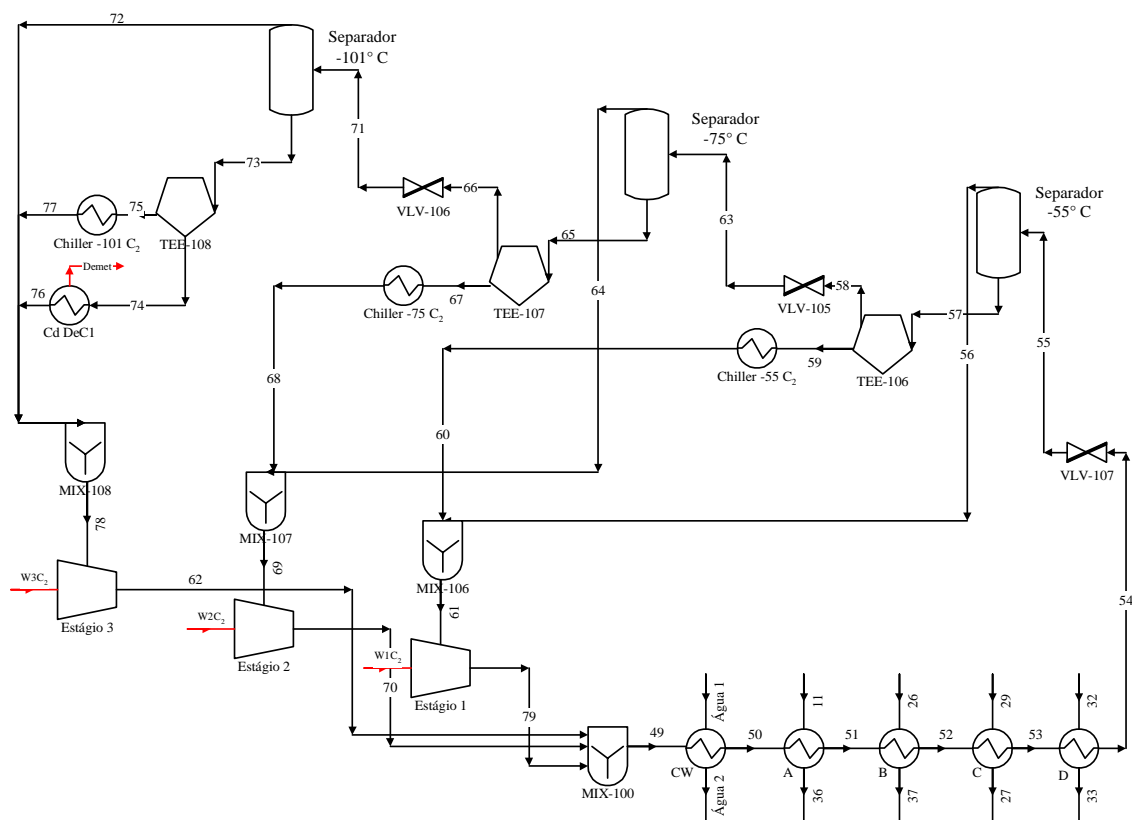 72
Separador
-101° C
71
73
Separador
-75° C
66
VLV-106
77
75
Chiller -101 C₂
TEE-108
Demet
76
74
Cd DeC1
65
63
Separador
-55° C
67
Chiller -75 C₂
TEE-107
64
58
VLV-105
57
56
55
59
Chiller -55 C₂
TEE-106
68
60
VLV-107
MIX-108
78
MIX-107
69
MIX-106
61
54
W3C₂
62
Estágio 3
W2C₂
Estágio 2
70
W1C₂
Estágio 1
79
MIX-100
49
Água 1
CW
Água 2
50
11
A
36
51
26
B
37
52
29
C
27
53
32
D
33